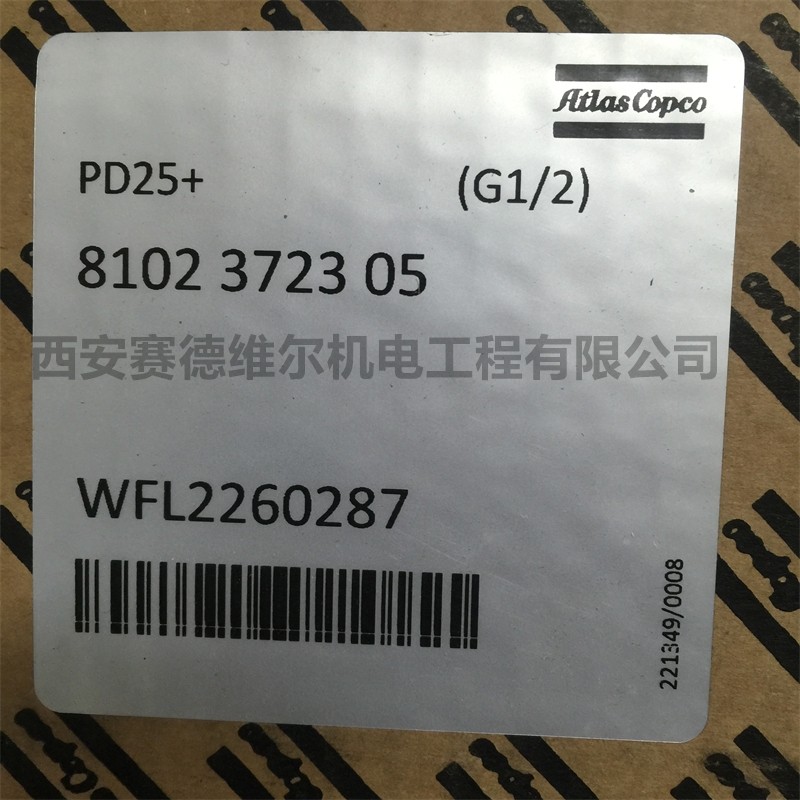 Atlas Copco
PD25+ (G1/2)
8102 3723 05
西安赛德维尔机电工程有限公司
WFL2260287
221349/0008